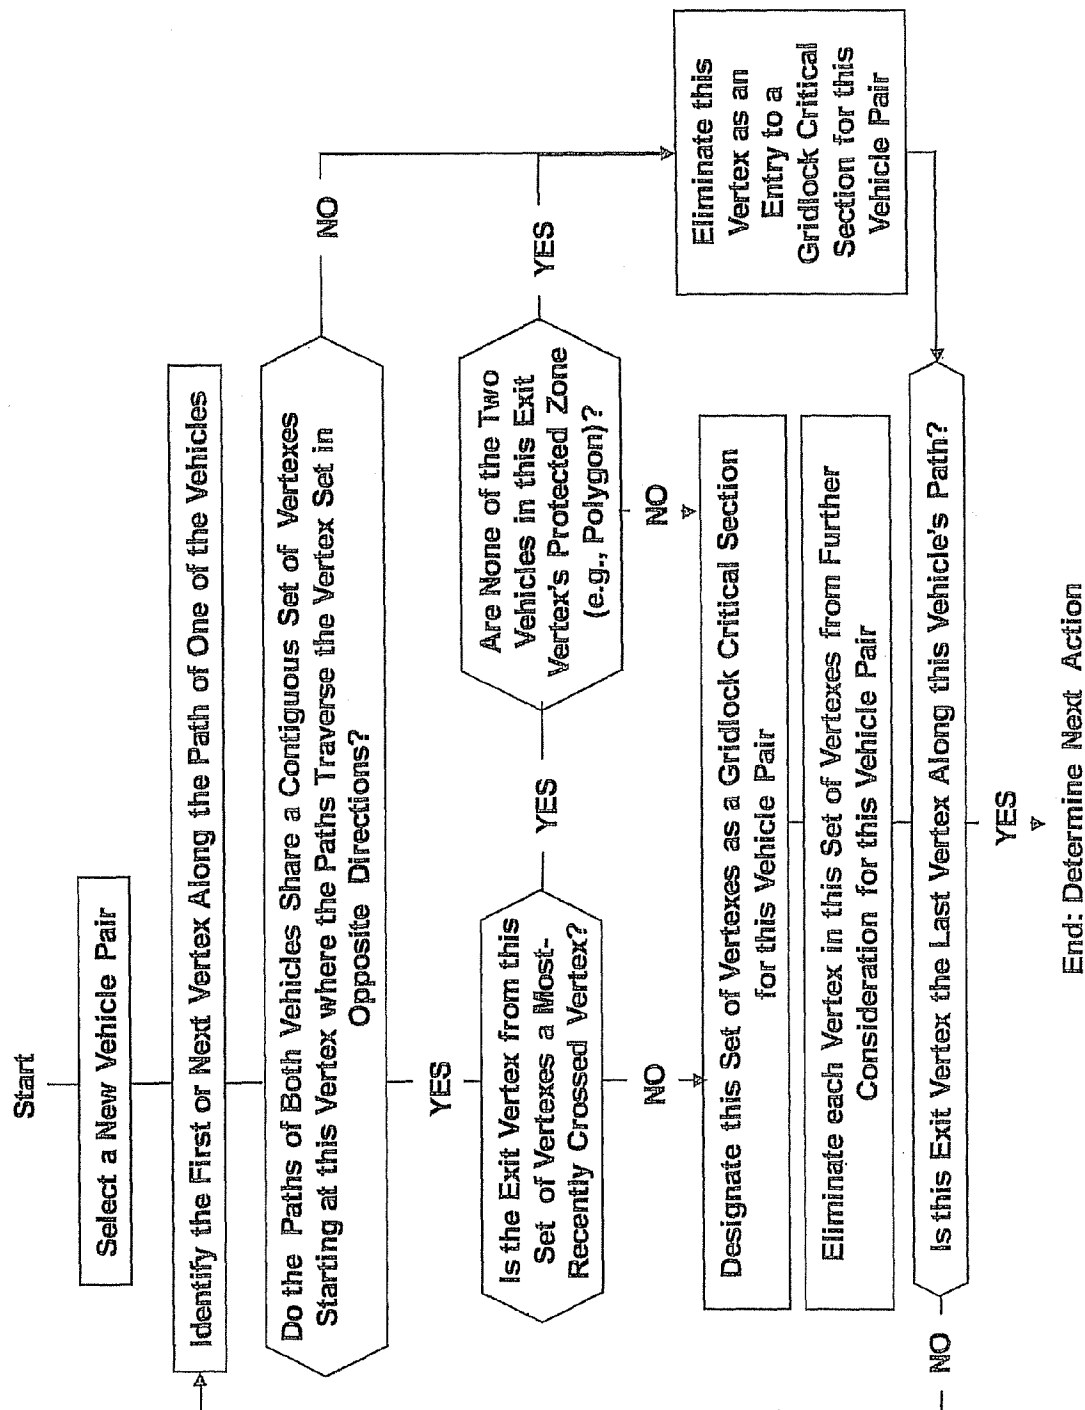 Start
Select a New Vehicle Pair
Identify the First or Next Vertex Along the Path of One of the Vehicles
Do the Paths of Both Vehicles Share a Contiguous Set of Vertexes
Starting at this Vertex where the Paths Traverse the Vertex Set in
Opposite Directions?
NO
YES
Is the Exit Vertex from this
Set of Vertexes a Most-
Recently Crossed Vertex?
YES
Are None of the Two
Vehicles in this Exit
Vertex's Protected Zone
(e.g., Polygon)?
YES
Eliminate this
Vertex as an
Entry to a
Gridlock Critical
Section for this
Vehicle Pair
NO
NO
Designate this Set of Vertexes as a Gridlock Critical Section
for this Vehicle Pair
Eliminate each Vertex in this Set of Vertexes from Further
Consideration for this Vehicle Pair
Is this Exit Vertex the Last Vertex Along this Vehicle's Path?
NO
YES
End: Determine Next Action